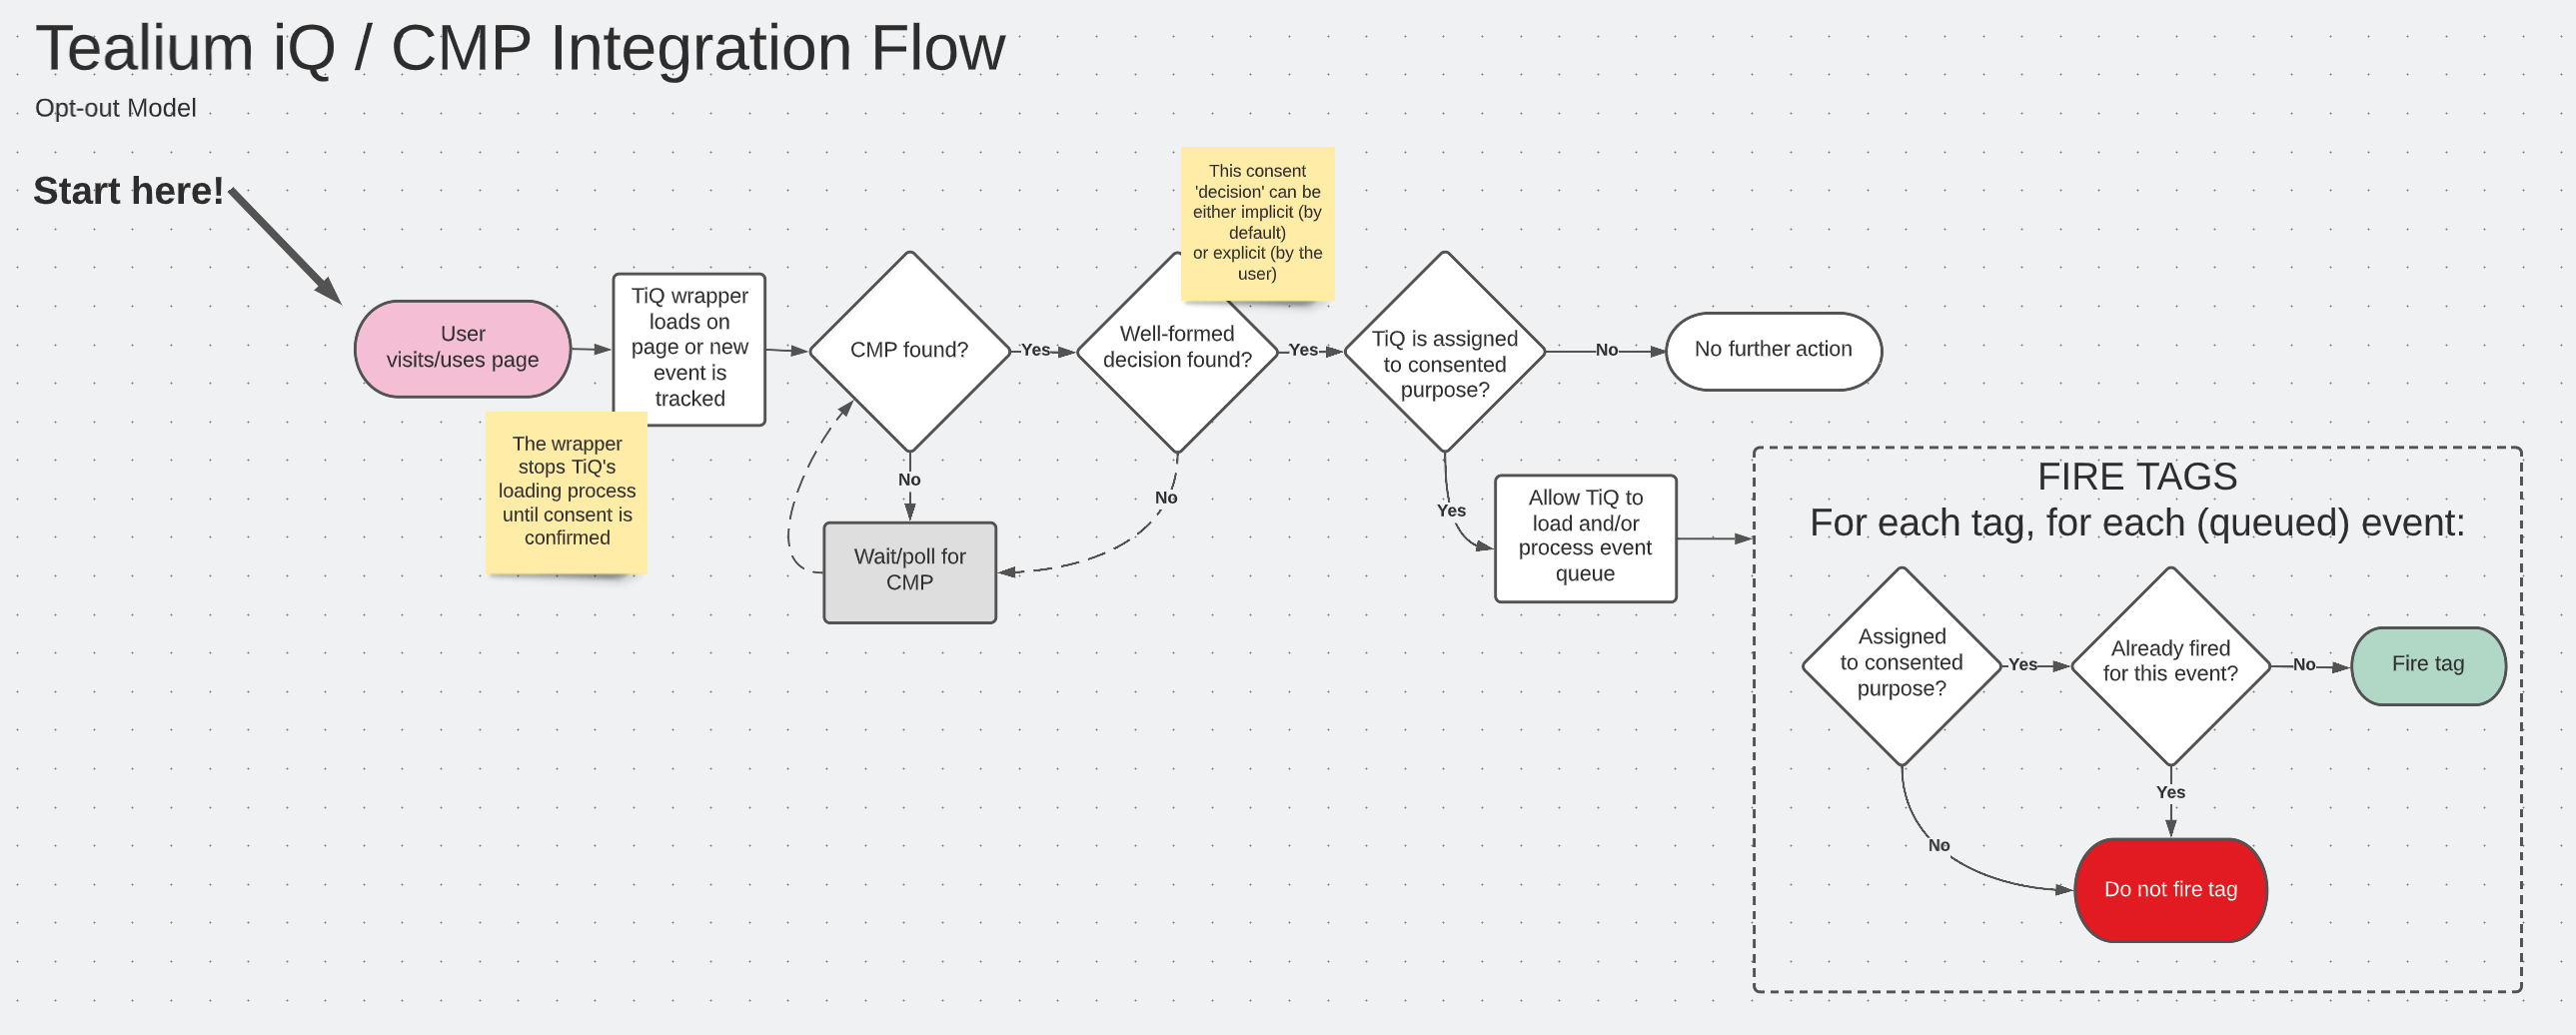 Tealium iQ / CMP Integration Flow
Opt-out Model
Start here!
User
visits/uses page
TiQ wrapper
loads on
page or new
event is
tracked
The wrapper
stops TiQ's
loading process
until consent is
confirmed
CMP found?
Yes
No
Wait/poll for
CMP
This consent
'decision' can be
either implicit (by
default)
or explicit (by the
user)
Well-formed
decision found?
Yes
No
TiQ is assigned
to consented
purpose?
No
No further action
Yes
Allow TiQ to
load and/or
process event
queue
FIRE TAGS
For each tag, for each (queued) event:
Assigned
to consented
purpose?
Yes
No
Already fired
for this event?
No
Fire tag
Yes
Do not fire tag